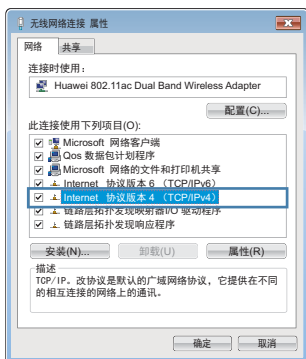 无线网络连接 属性
网络 共享
连接时使用：
Huawei 802.11ac Dual Band Wireless Adapter
配置(C)...
此连接使用下列项目(O):
Microsoft 网络客户端
Qos 数据包计划程序
Microsoft 网络的文件和打印机共享
Internet 协议版本 6 （TCP/IPv6）
Internet 协议版本 4 （TCP/IPv4）
链路层拓扑发现映射器I/O 驱动程序
链路层拓扑发现响应程序
安装(N)... 卸载(U) 属性(R)
描述
TCP/IP。改协议是默认的广域网络协议，它提供在不同
的相互连接的网络上的通讯。
确定 取消